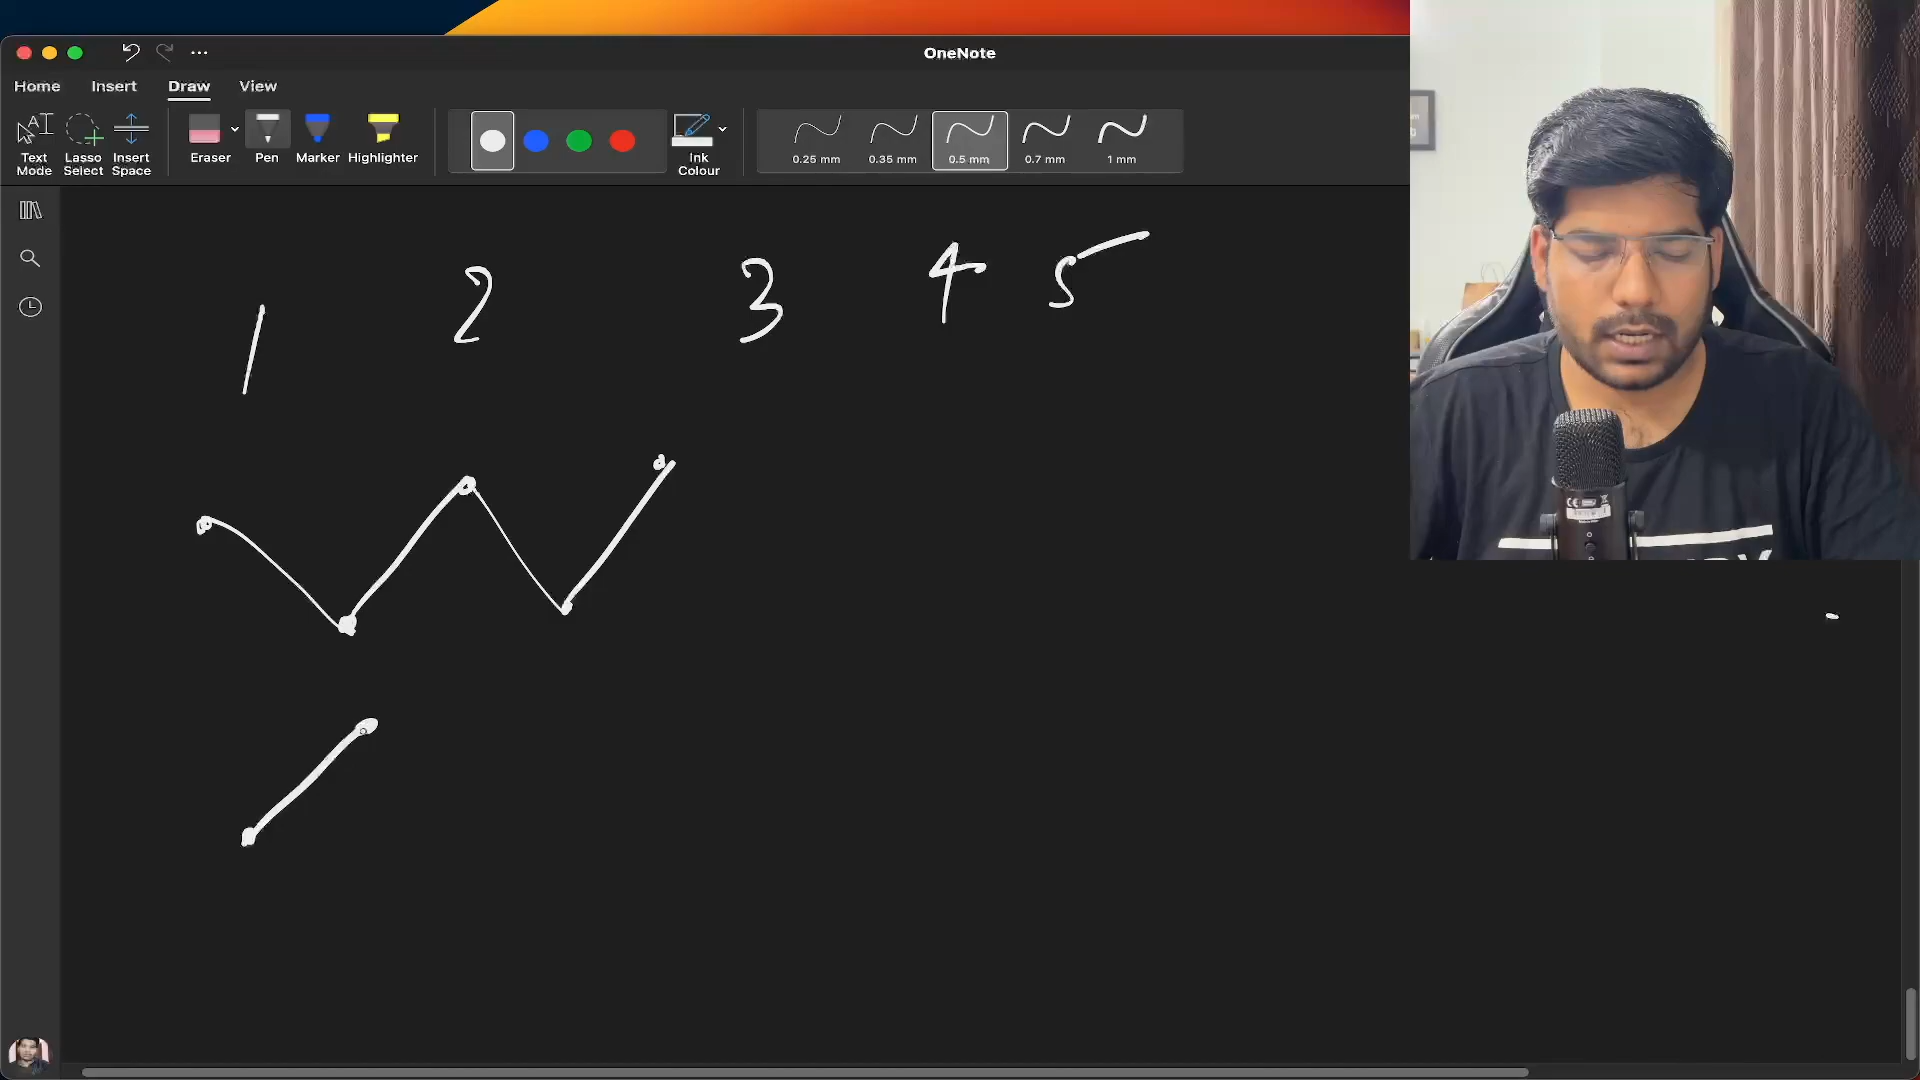 OneNote
Home Insert Draw View
Text Mode
Lasso Select
Insert Space
Eraser
Pen
Marker
Highlighter
Ink Colour
0.25 mm
0.35 mm
0.5 mm
0.7 mm
1 mm
1 2 3 4 5